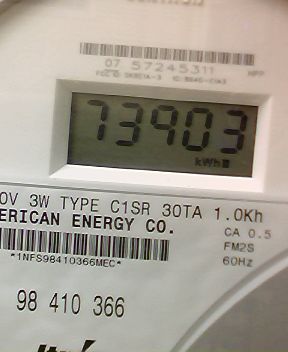 07 57245311
73903
kWh
0V 3W TYPE C1SR 30TA 1.0Kh
ERICAN ENERGY CO.
CA 0.5
FM2S
*1NFS98410366MEC*
60Hz
98 410 366